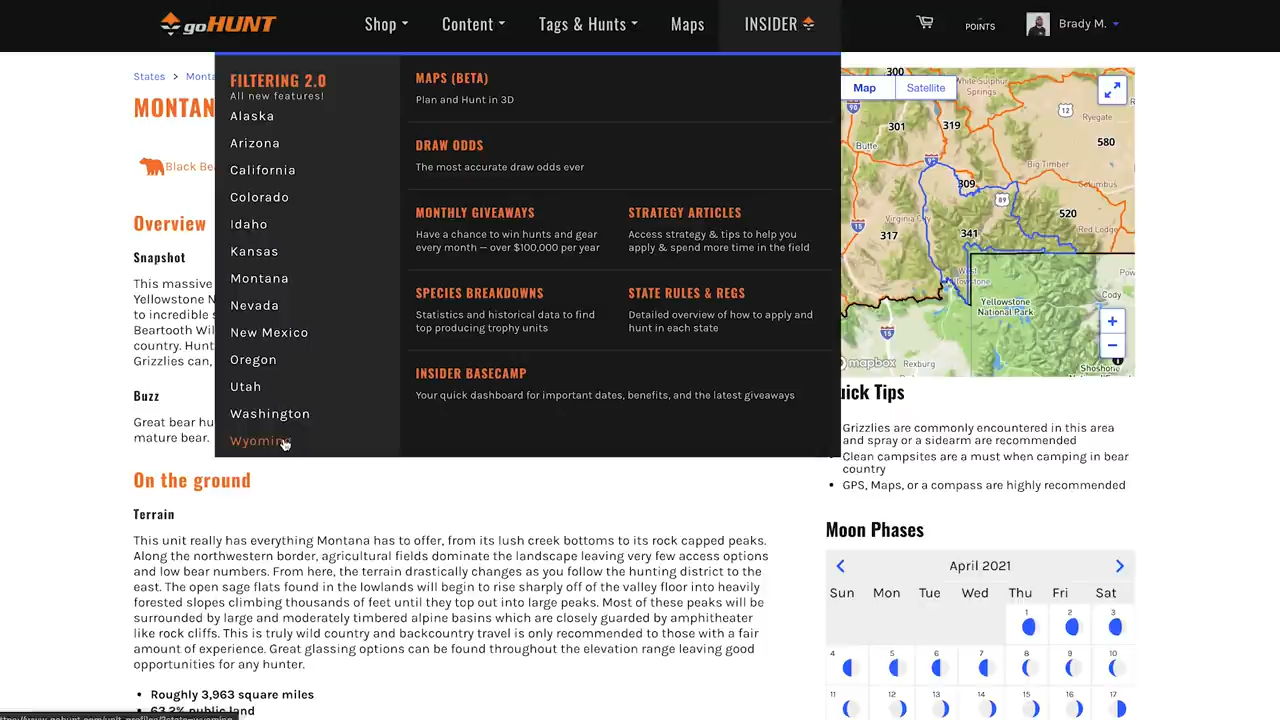 goHUNT
Shop
Content
Tags & Hunts
Maps
INSIDER
POINTS
Brady M.
States > Monta
MONTAN
Black Bea
Overview
Snapshot
This massive
Yellowstone N
to incredible s
Beartooth Wil
country. Hunt
Grizzlies can,
Buzz
Great bear hu
mature bear.
FILTERING 2.0
All new features!
Alaska
Arizona
California
Colorado
Idaho
Kansas
Montana
Nevada
New Mexico
Oregon
Utah
Washington
Wyoming
MAPS (BETA)
Plan and Hunt in 3D
DRAW ODDS
The most accurate draw odds ever
MONTHLY GIVEAWAYS
Have a chance to win hunts and gear
every month — over $100,000 per year
STRATEGY ARTICLES
Access strategy & tips to help you
apply & spend more time in the field
SPECIES BREAKDOWNS
Statistics and historical data to find
top producing trophy units
STATE RULES & REGS
Detailed overview of how to apply and
hunt in each state
INSIDER BASECAMP
Your quick dashboard for important dates, benefits, and the latest giveaways
On the ground
Terrain
This unit really has everything Montana has to offer, from its lush creek bottoms to its rock capped peaks.
Along the northwestern border, agricultural fields dominate the landscape leaving very few access options
and low bear numbers. From here, the terrain drastically changes as you follow the hunting district to the
east. The open sage flats found in the lowlands will begin to rise sharply off of the valley floor into heavily
forested slopes climbing thousands of feet until they top out into large peaks. Most of these peaks will be
surrounded by large and moderately timbered alpine basins which are closely guarded by amphitheater
like rock cliffs. This is truly wild country and backcountry travel is only recommended to those with a fair
amount of experience. Great glassing options can be found throughout the elevation range leaving good
opportunities for any hunter.
• Roughly 3,963 square miles
• 63.2% public land
Map
Satellite
300
White Sulphur
Springs
12
Ryegate
90
301
319
580
Butte
Big Timber
Columbus
309
89
Virginia City
520
Red Lodge
15
317
341
West
Yellowstone
Pow
Yellowstone
National Park
Cody
15
+
−
mapbox
Rexburg
Shoshone
uick Tips
• Grizzlies are commonly encountered in this area
and spray or a sidearm are recommended
• Clean campsites are a must when camping in bear
country
• GPS, Maps, or a compass are highly recommended
Moon Phases
April 2021
Sun Mon Tue Wed Thu Fri Sat
1 2 3
4 5 6 7 8 9 10
11 12 13 14 15 16 17